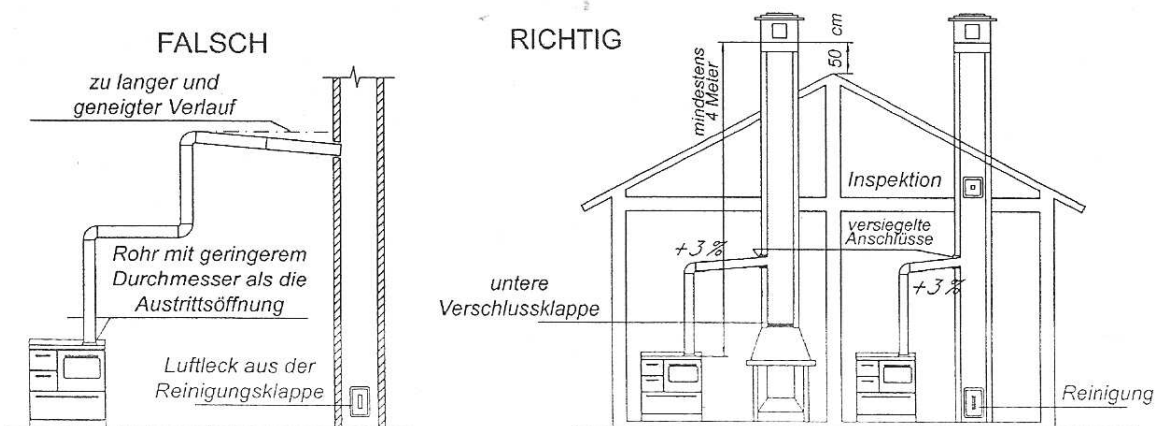 FALSCH
zu langer und
geneigter Verlauf
Rohr mit geringerem
Durchmesser als die
Austrittsöffnung
Luftleck aus der
Reinigungsklappe
RICHTIG
50 cm
mindestens
4 Meter
Inspektion
versiegelte
Anschlüsse
+3%
+3%
untere
Verschlussklappe
Reinigung